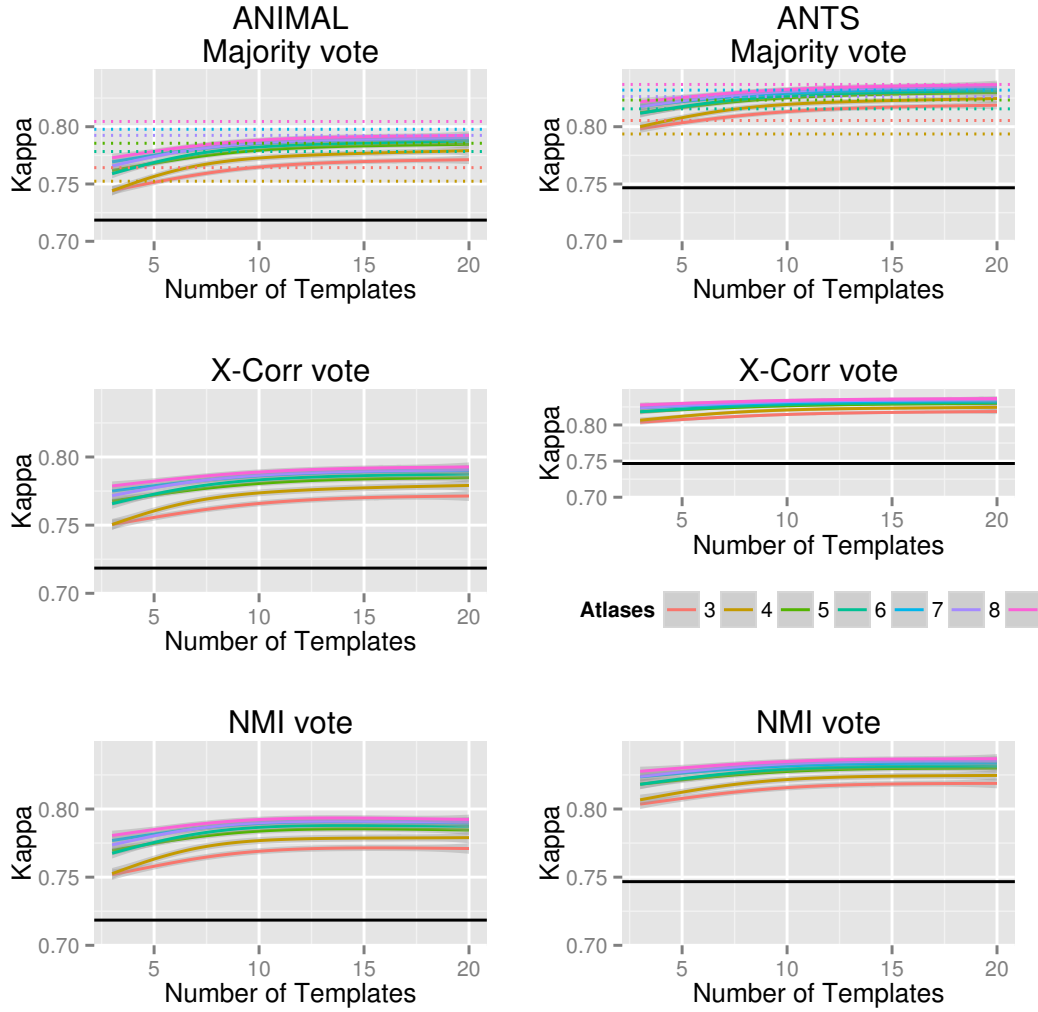 ANIMAL
Majority vote
Kappa
0.80
0.75
0.70
5 10 15 20
Number of Templates
ANTS
Majority vote
Kappa
0.80
0.75
0.70
5 10 15 20
Number of Templates
X-Corr vote
Kappa
0.80
0.75
0.70
5 10 15 20
Number of Templates
X-Corr vote
Kappa
0.80
0.75
0.70
5 10 15 20
Number of Templates
Atlases 3 4 5 6 7 8
NMI vote
Kappa
0.80
0.75
0.70
5 10 15 20
Number of Templates
NMI vote
Kappa
0.80
0.75
0.70
5 10 15 20
Number of Templates